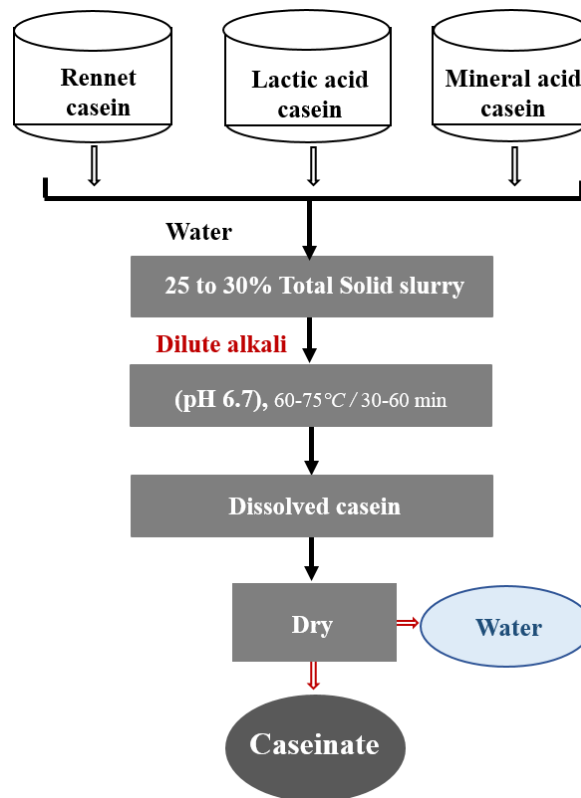 Rennet
casein
Lactic acid
casein
Mineral acid
casein
Water
25 to 30% Total Solid slurry
Dilute alkali
(pH 6.7), 60-75°C / 30-60 min
Dissolved casein
Dry
Water
Caseinate